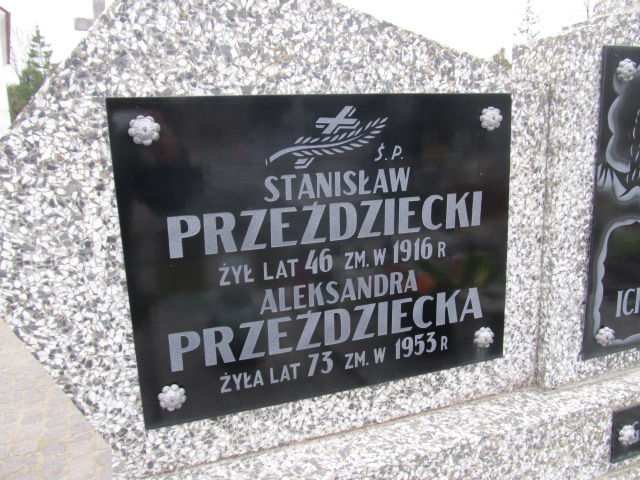 Ś.P.
STANISŁAW
PRZEŹDZIECKI
ŻYŁ LAT 46 ZM. W 1916 R
ALEKSANDRA
PRZEŹDZIECKA
ŻYŁA LAT 73 ZM. W 1953 R